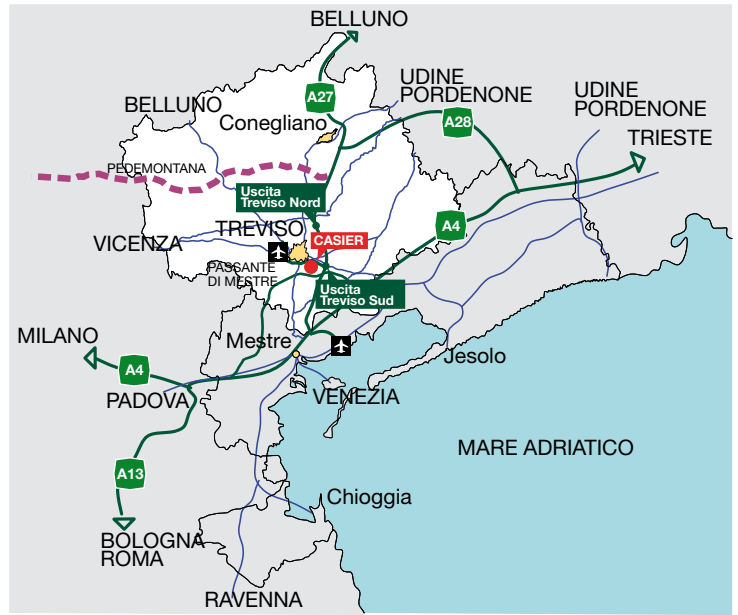 BELLUNO
UDINE
PORDENONE
UDINE
PORDENONE
BELLUNO
A27
Conegliano
A28
TRIESTE
PEDEMONTANA
Uscita
Treviso Nord
TREVISO
A4
VICENZA
CASIER
PASSANTE
DI MESTRE
Uscita
Treviso Sud
MILANO
Mestre
Jesolo
A4
PADOVA
VENEZIA
MARE ADRIATICO
A13
Chioggia
BOLOGNA
ROMA
RAVENNA